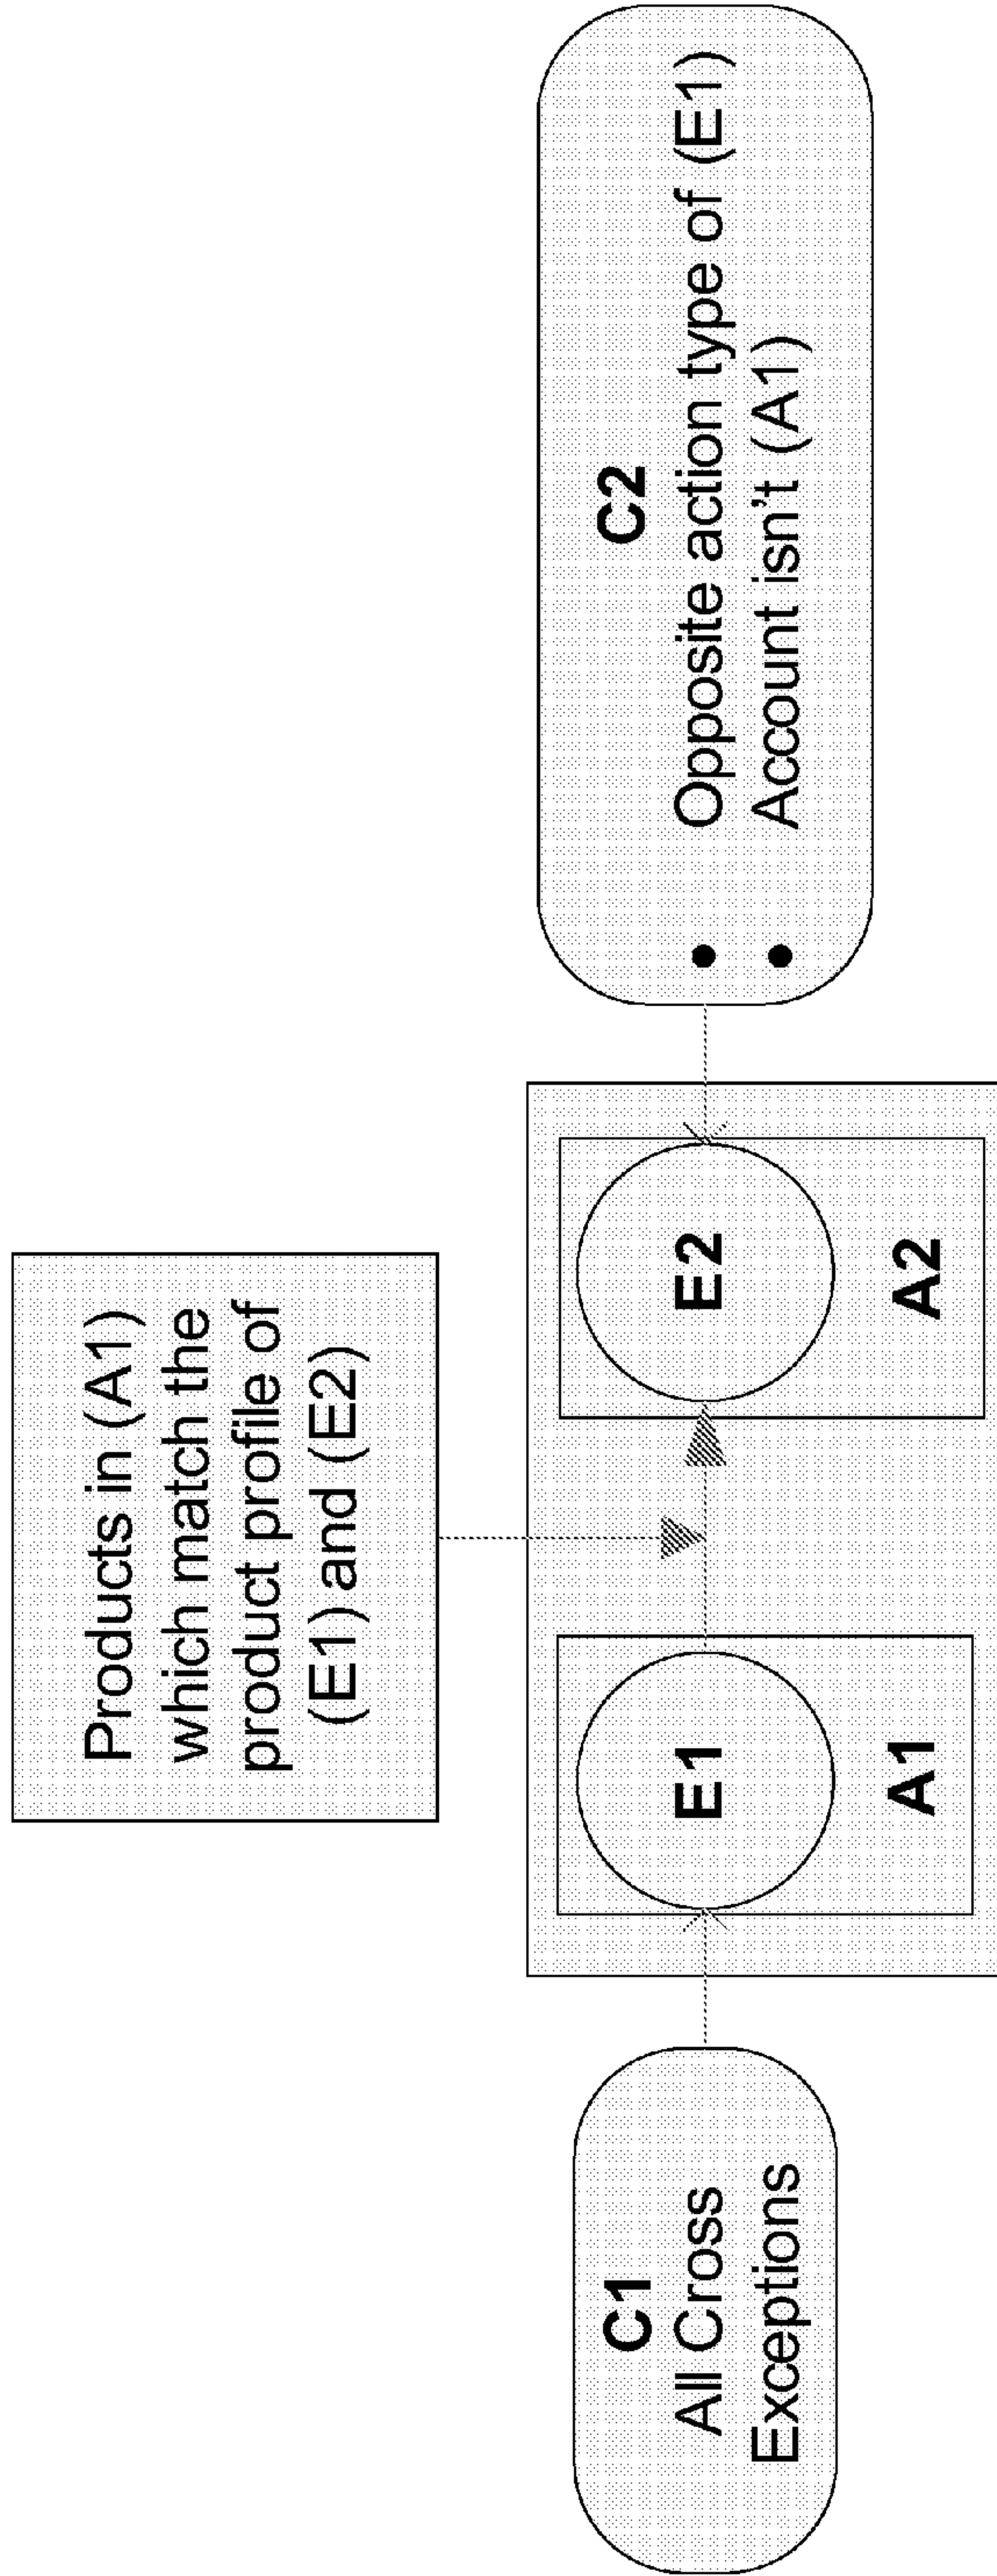 Products in (A1)
which match the
product profile of
(E1) and (E2)
C1
All Cross
Exceptions
E1
A1
E2
A2
C2
• Opposite action type of (E1)
• Account isn't (A1)